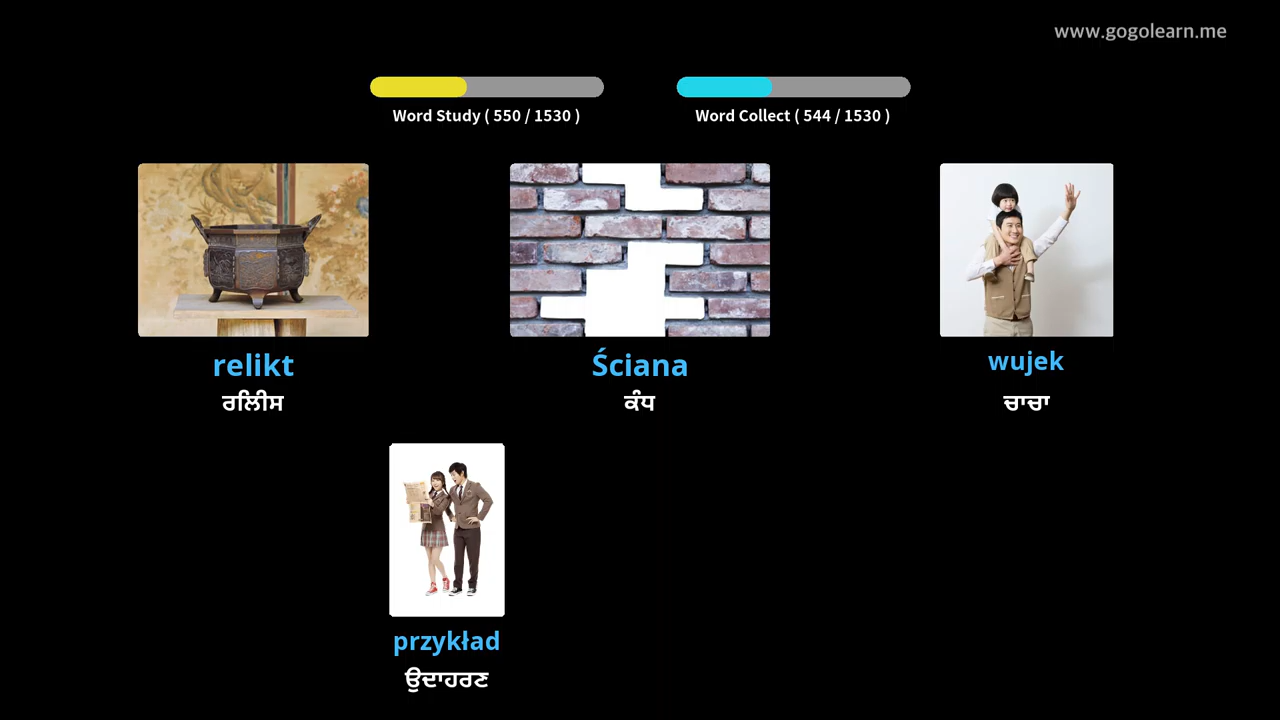 www.gogolearn.me
Word Study ( 550 / 1530 )
Word Collect ( 544 / 1530 )
relikt
Ściana
wujek
ਰਲੀਿਸ
ਕੰਧ
ਚਾਚਾ
przykład
ਉਦਾਹਰਣ